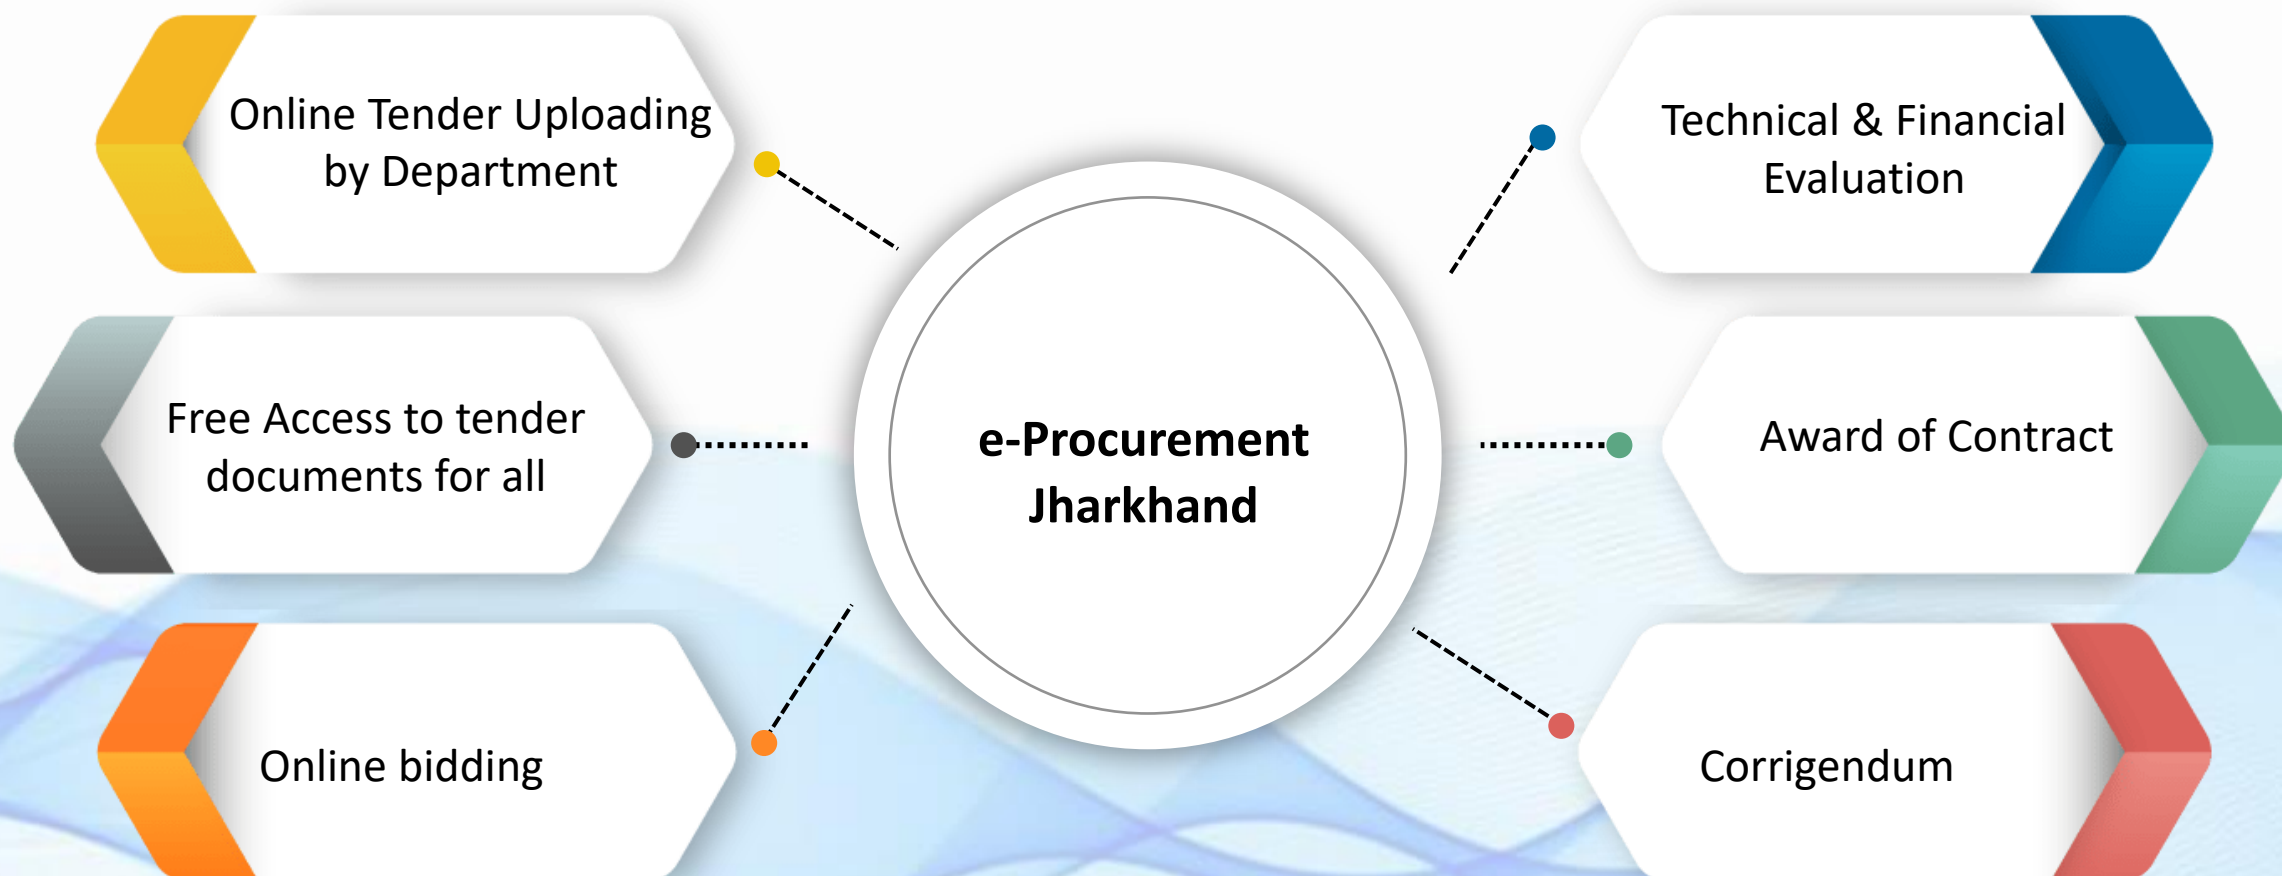 Online Tender Uploading
by Department
Free Access to tender
documents for all
Online bidding
e-Procurement
Jharkhand
Technical & Financial
Evaluation
Award of Contract
Corrigendum